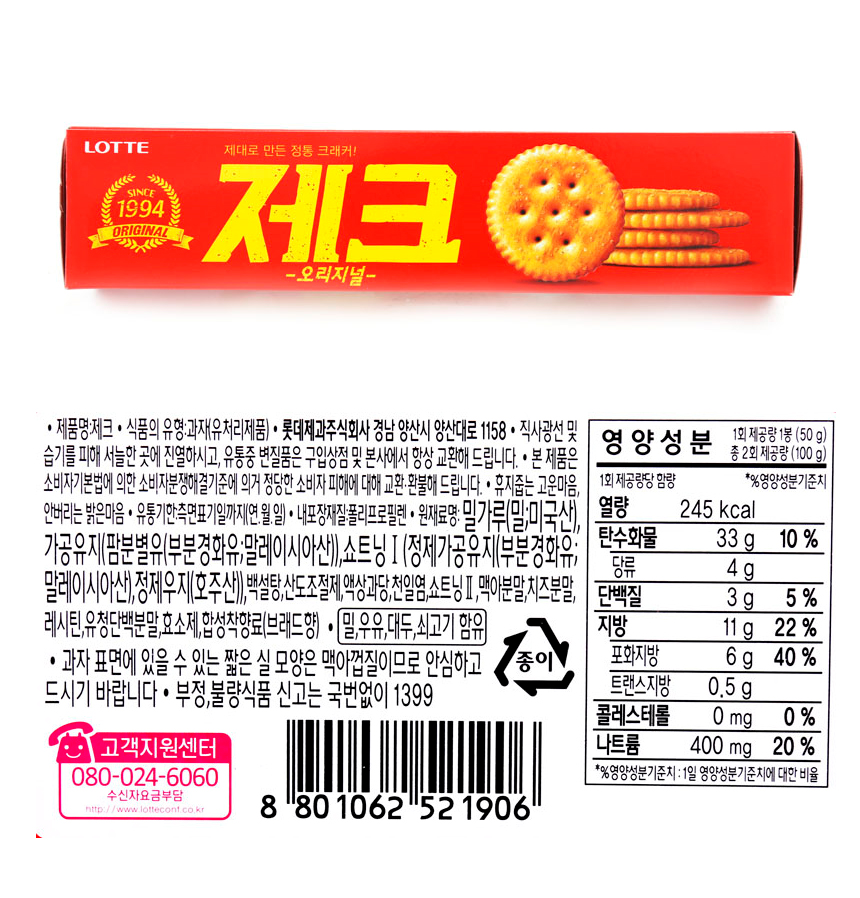 LOTTE
제대로 만든 정통 크래커!
SINCE
1994
ORIGINAL
제크
-오리지널-
• 제품명:제크 • 식품의 유형:과자(유처리제품) • 롯데제과주식회사 경남 양산시 양산대로 1158 • 직사광선 및
습기를 피해 서늘한 곳에 진열하시고, 유통중 변질품은 구입상점 및 본사에서 항상 교환해 드립니다. • 본 제품은
소비자기본법에 의한 소비자분쟁해결기준에 의거 정당한 소비자 피해에 대해 교환·환불해 드립니다. • 휴지줍는 고운마음,
안버리는 밝은마음 • 유통기한:측면표기일까지(연.월.일) • 내포장재질:폴리프로필렌 • 원재료명:밀가루(밀;미국산),
가공유지(팜분별유(부분경화유;말레이시아산)),쇼트닝Ⅰ(정제가공유지(부분경화유;
말레이시아산),정제우지(호주산)),백설탕,산도조절제,액상과당,천일염,쇼트닝Ⅱ,맥아분말,치즈분말,
레시틴,유청단백분말,효소제,합성착향료(브래드향) • 밀,우유,대두,쇠고기 함유
• 과자 표면에 있을 수 있는 짧은 실 모양은 맥아껍질이므로 안심하고
드시기 바랍니다 • 부정,불량식품 신고는 국번없이 1399
종이
고객지원센터
080-024-6060
수신자요금부담
http://www.lotteconf.co.kr
8 801062 521906
영양성분 1회 제공량 1봉 (50 g)
총 2회 제공량 (100 g)
1회 제공량당 함량 *%영양성분기준치
열량 245 kcal
탄수화물 33 g 10 %
당류 4 g
단백질 3 g 5 %
지방 11 g 22 %
포화지방 6 g 40 %
트랜스지방 0.5 g
콜레스테롤 0 mg 0 %
나트륨 400 mg 20 %
*%영양성분기준치 : 1일 영양성분기준치에 대한 비율